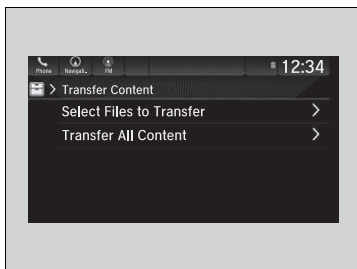 Phone Navigati.. FM 12:34
> Transfer Content
Select Files to Transfer >
Transfer All Content >